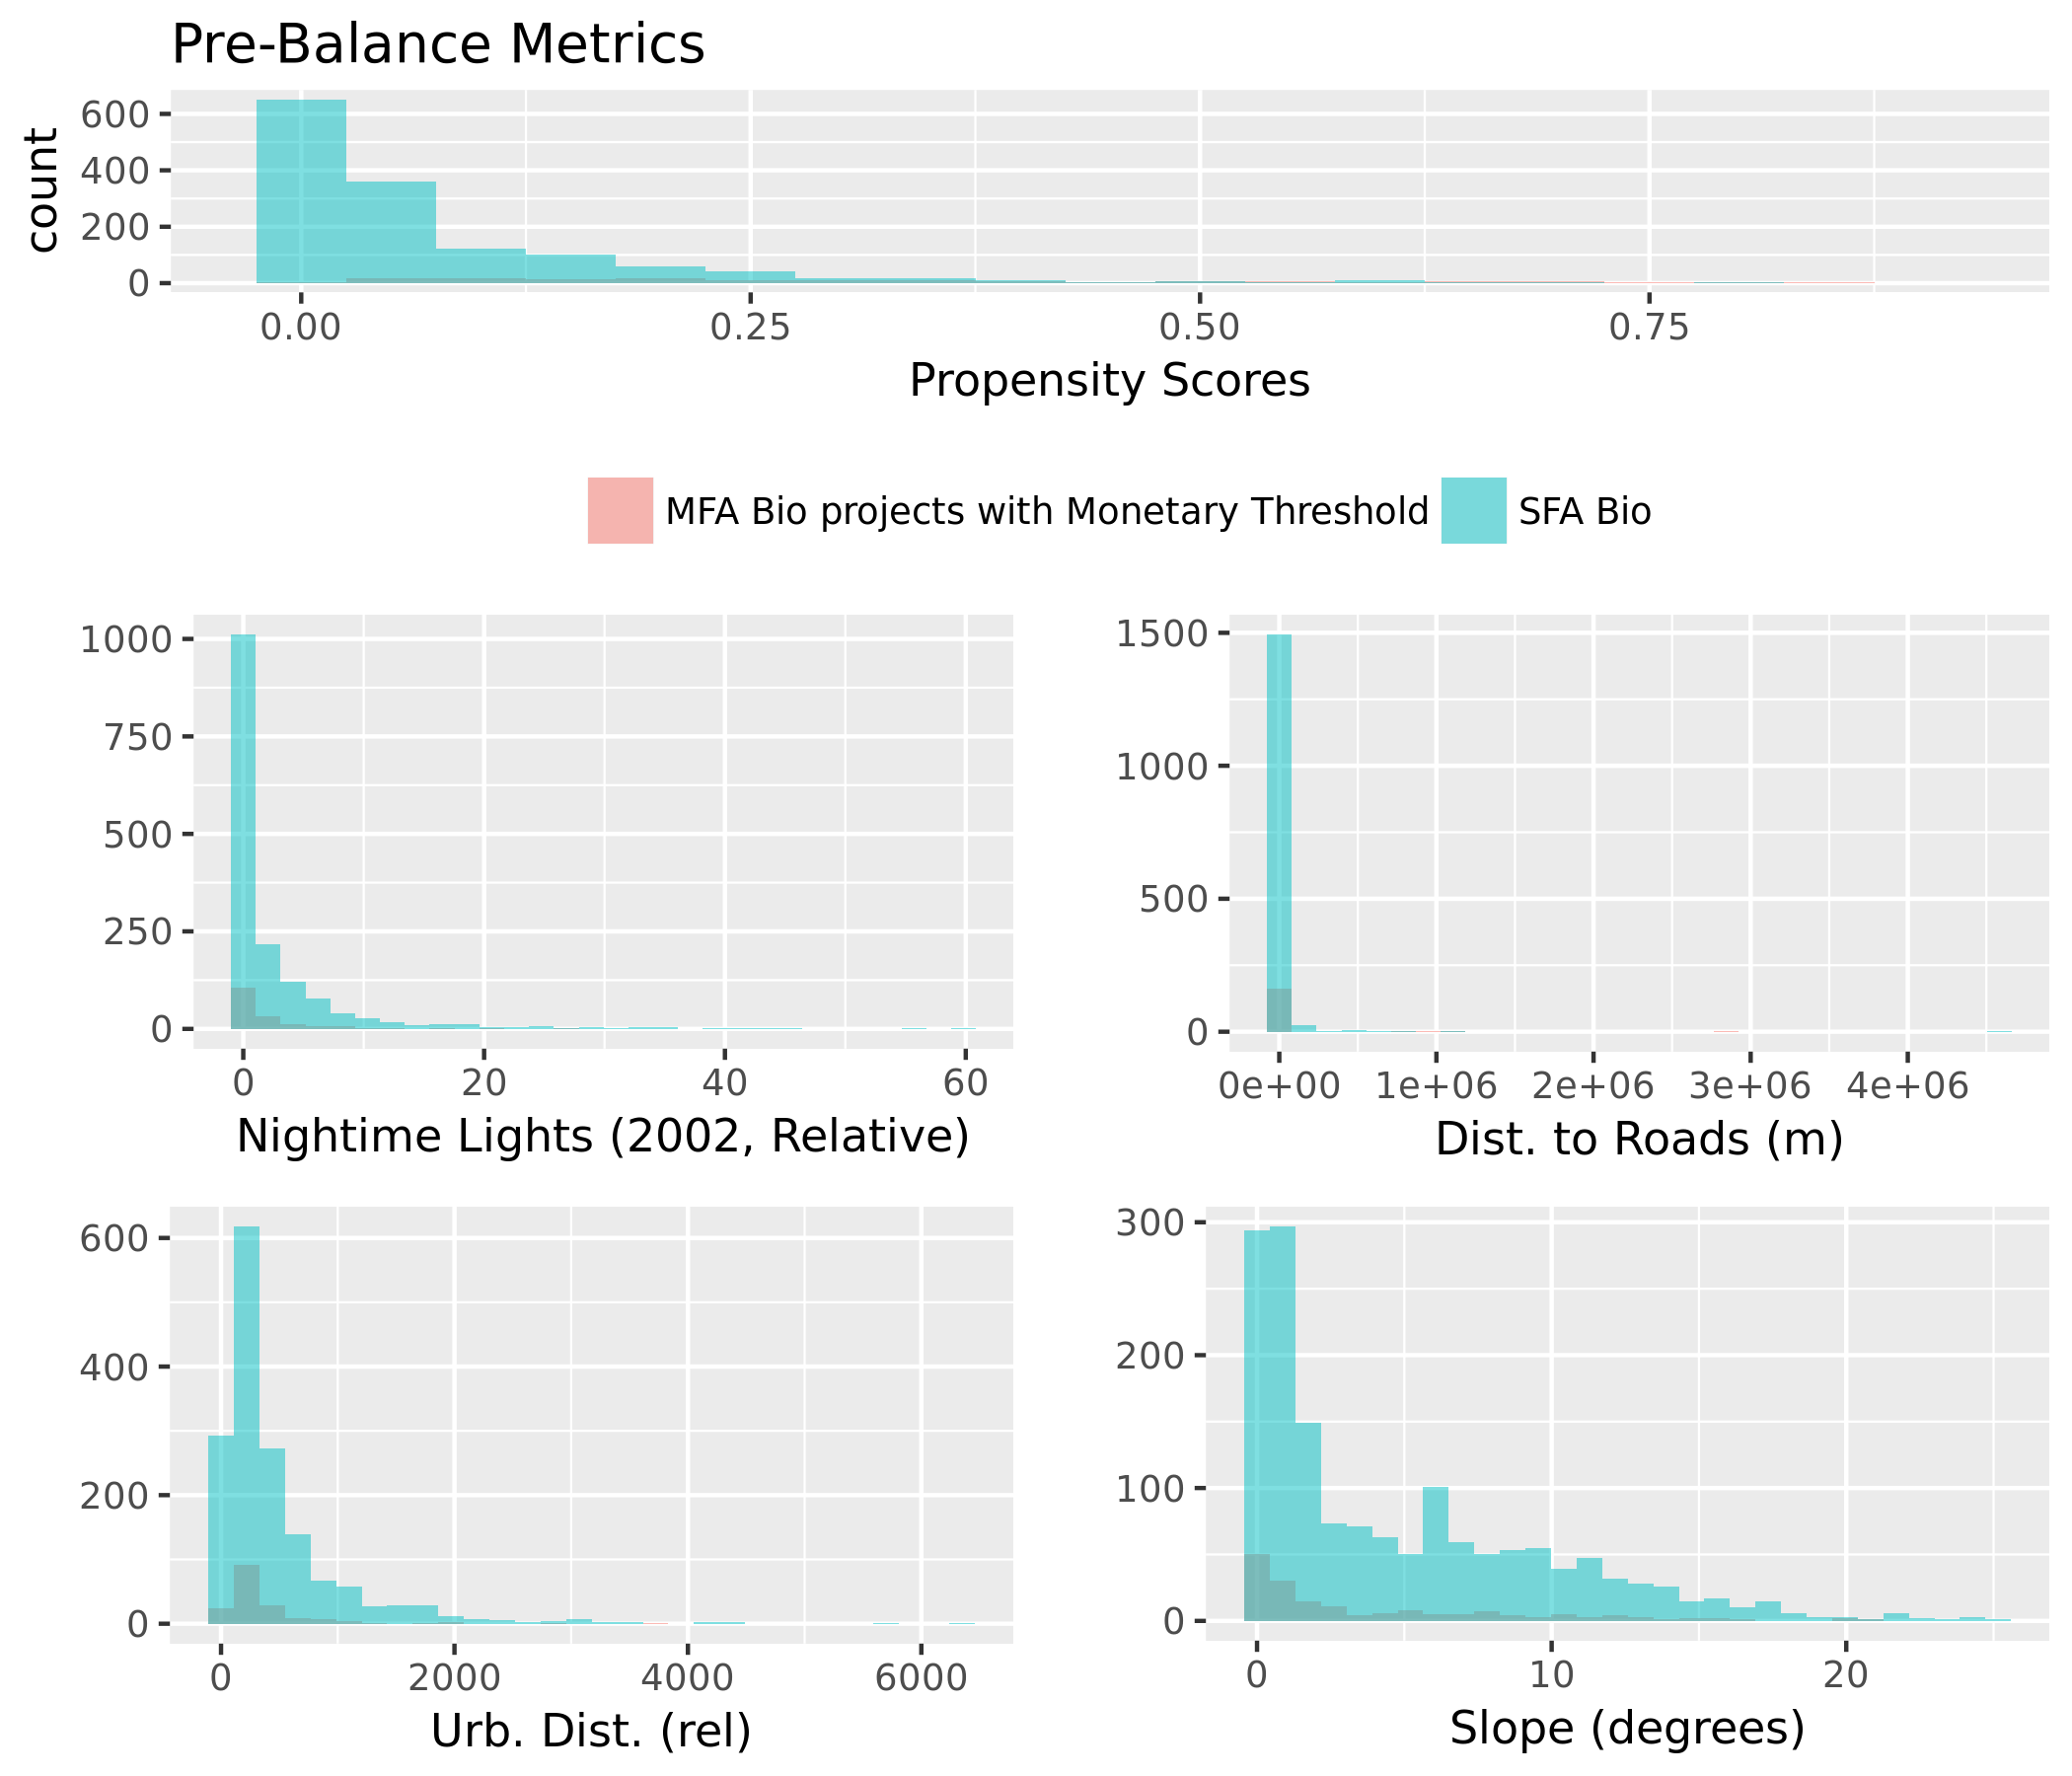 Pre-Balance Metrics
count
600
400
200
0
0.00 0.25 0.50 0.75
Propensity Scores
MFA Bio projects with Monetary Threshold SFA Bio
1000
750
500
250
0
0 20 40 60
Nightime Lights (2002, Relative)
1500
1000
500
0
0e+00 1e+06 2e+06 3e+06 4e+06
Dist. to Roads (m)
600
400
200
0
0 2000 4000 6000
Urb. Dist. (rel)
300
200
100
0
0 10 20
Slope (degrees)